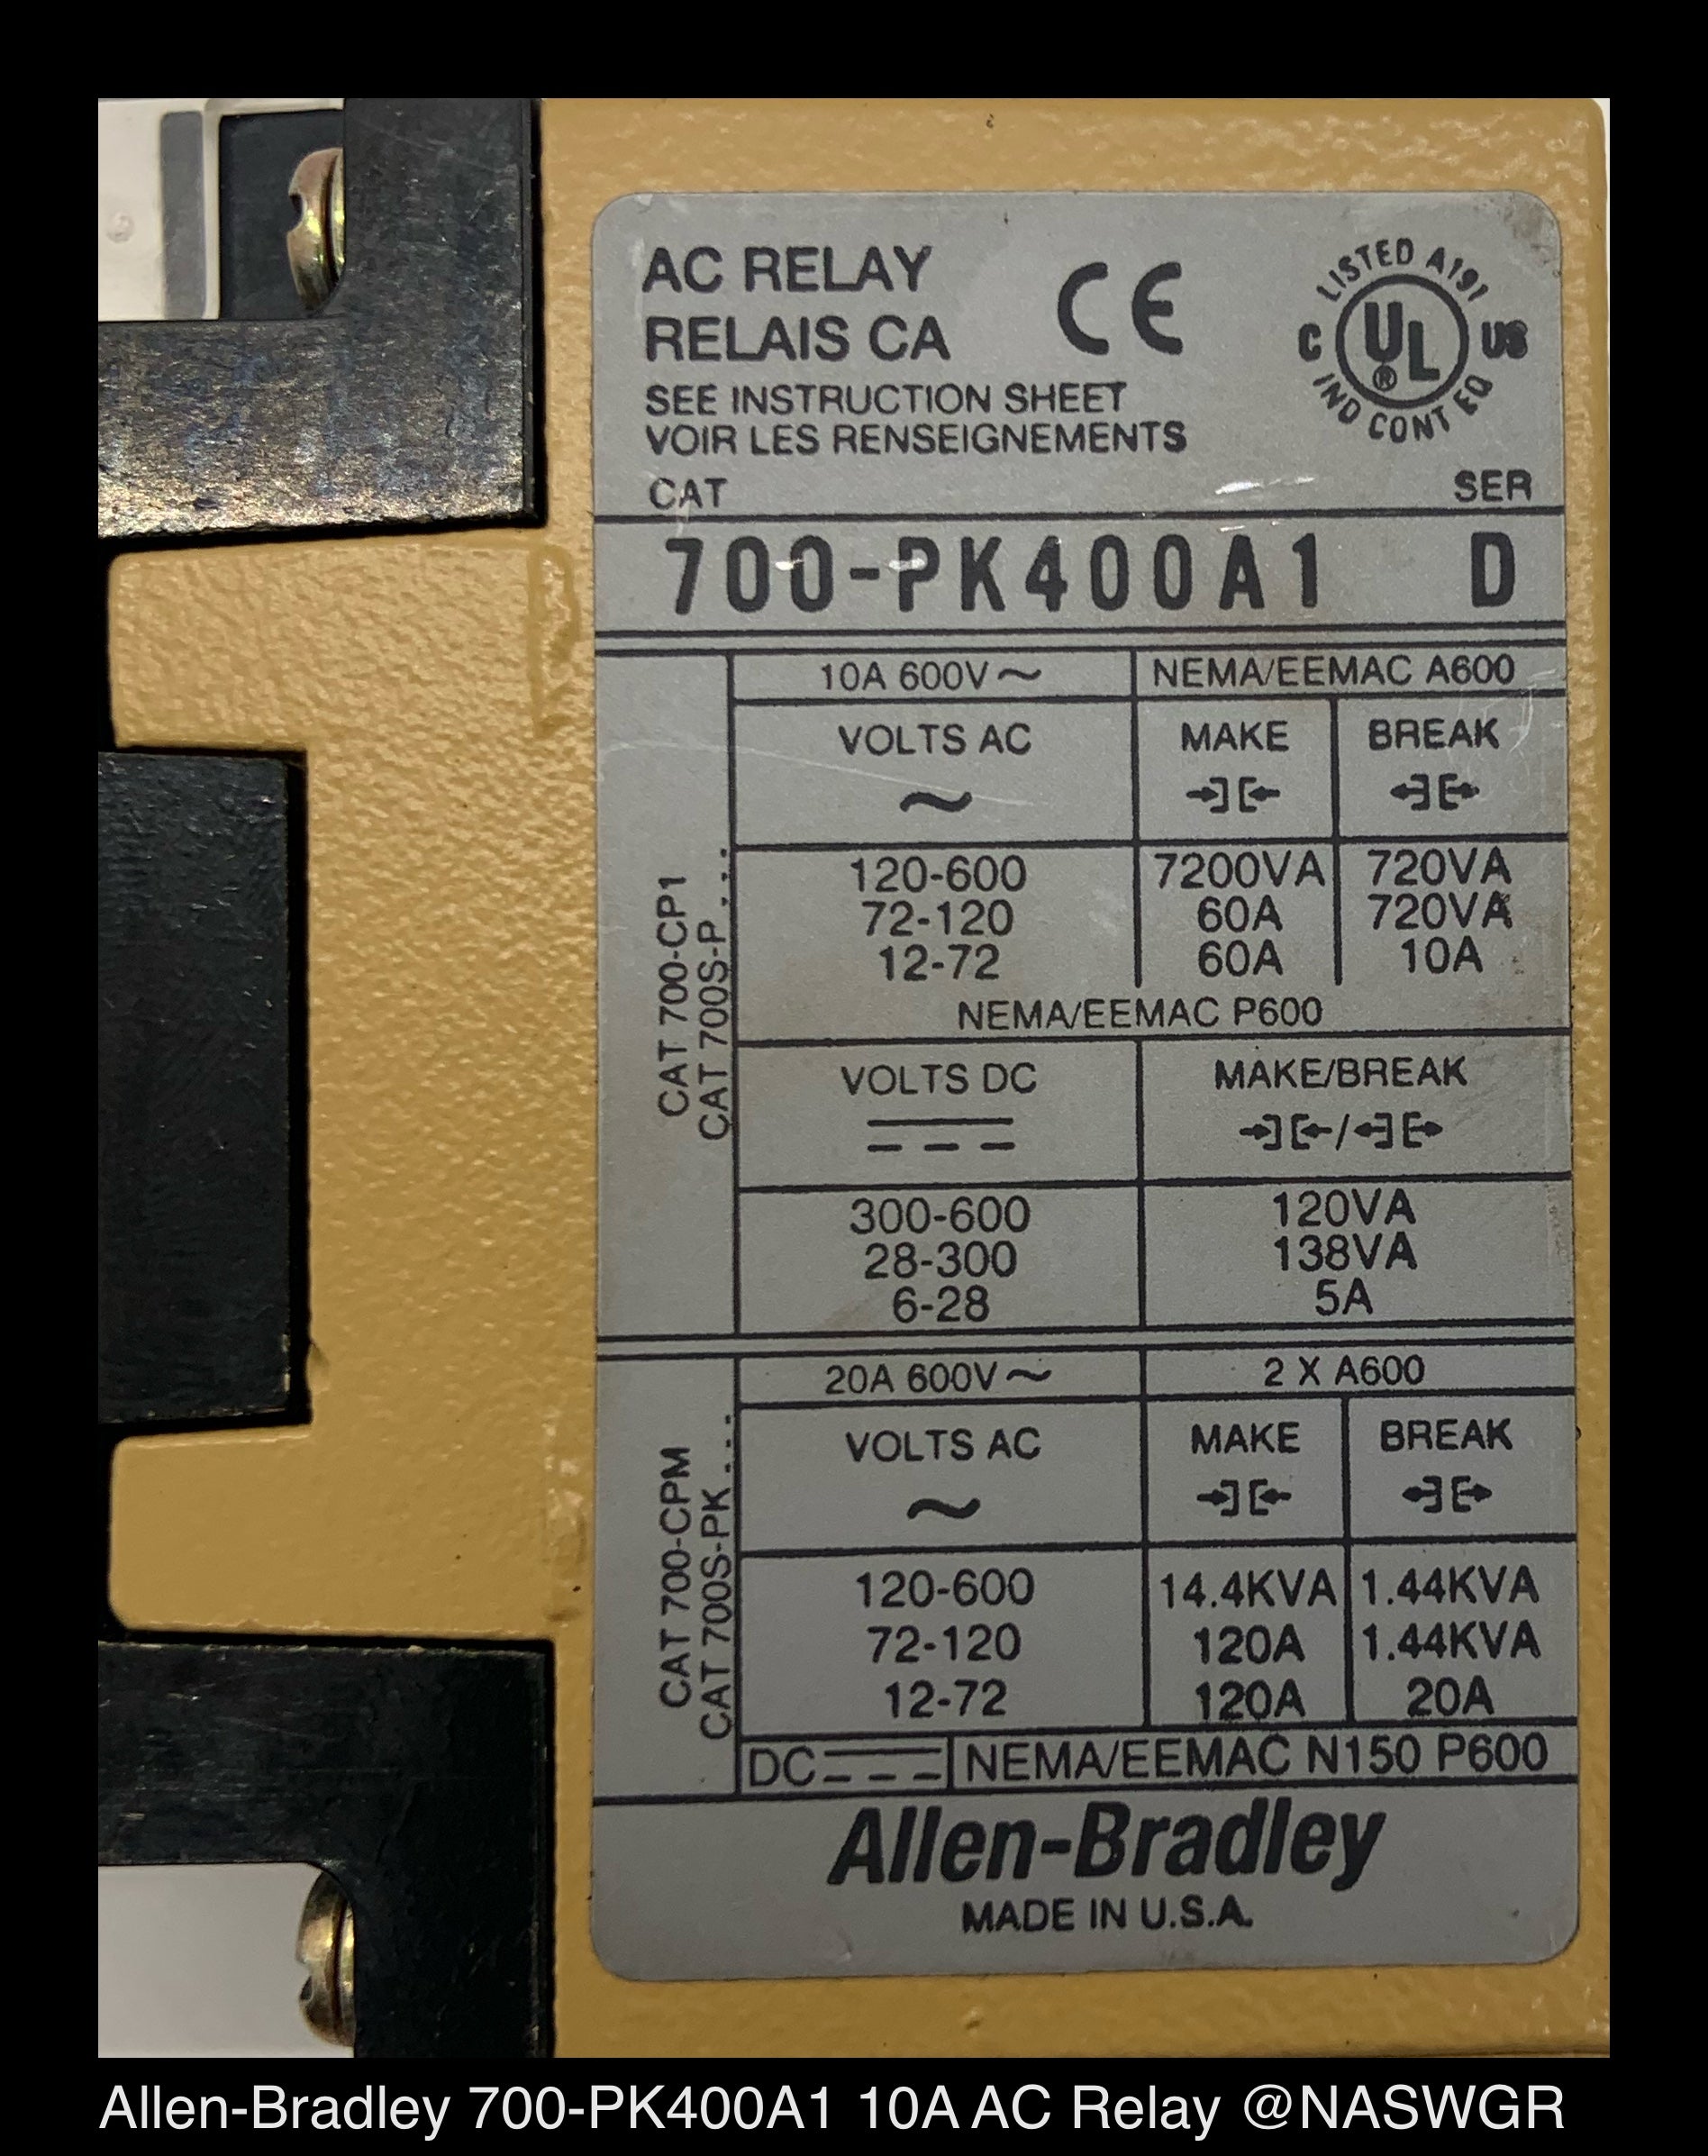 AC RELAY
RELAIS CA
SEE INSTRUCTION SHEET
VOIR LES RENSEIGNEMENTS
CE
LISTED A191
C UL® US
IND CONT EQ
CAT SER
700-PK400A1 D
CAT 700-CP1
CAT 700S-P....
10A 600V~ NEMA/EEMAC A600
VOLTS AC MAKE BREAK
~
120-600 7200VA 720VA
72-120 60A 720VA
12-72 60A 10A
NEMA/EEMAC P600
VOLTS DC MAKE/BREAK
/
300-600 120VA
28-300 138VA
6-28 5A
CAT 700-CPM
CAT 700S-PK....
20A 600V~ 2 X A600
VOLTS AC MAKE BREAK
~
120-600 14.4KVA 1.44KVA
72-120 120A 1.44KVA
12-72 120A 20A
DC NEMA/EEMAC N150 P600
Allen-Bradley
MADE IN U.S.A.
Allen-Bradley 700-PK400A1 10A AC Relay @NASWGR